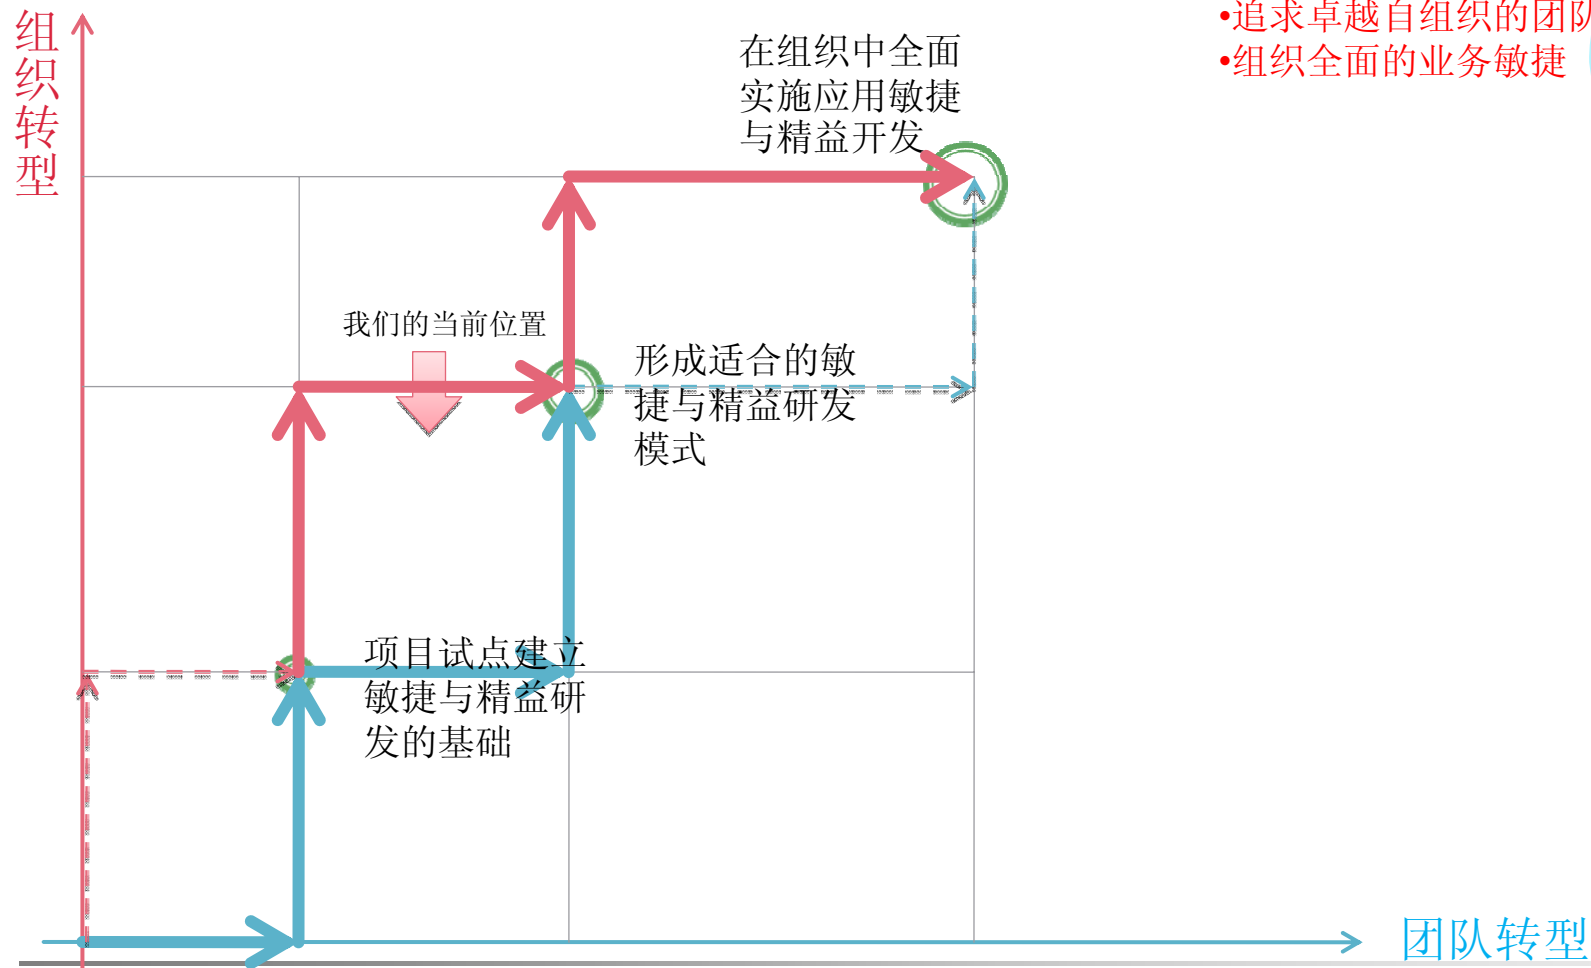 组织转型
•追求卓越自组织的团队
•组织全面的业务敏捷
在组织中全面
实施应用敏捷
与精益开发
我们的当前位置
形成适合的敏
捷与精益研发
模式
项目试点建立
敏捷与精益研
发的基础
团队转型